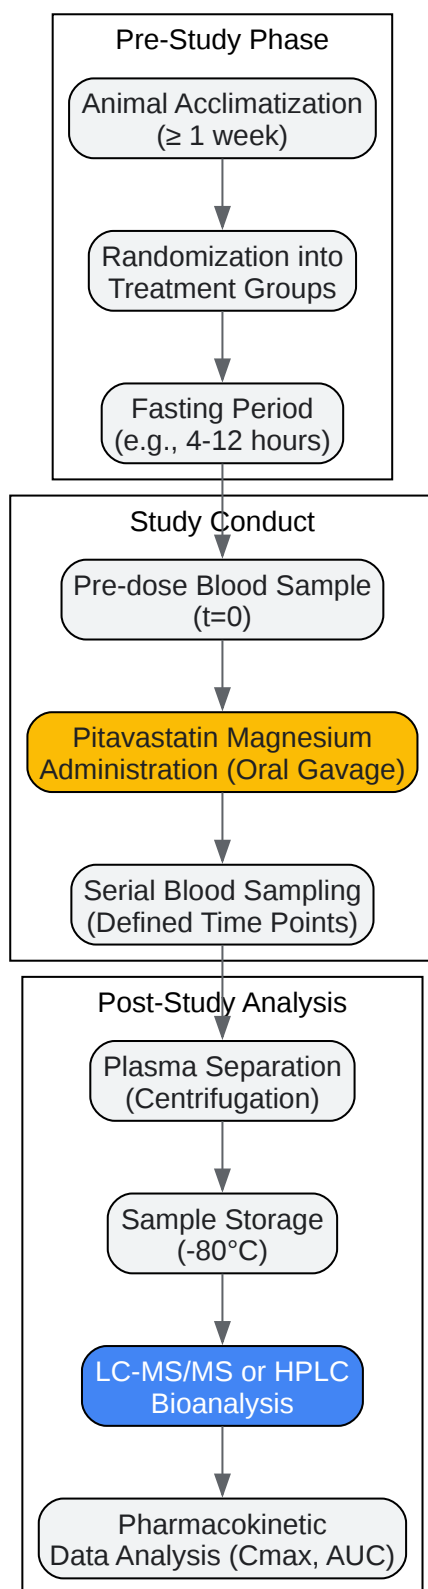 Pre-Study Phase
Animal Acclimatization
(≥ 1 week)
Randomization into
Treatment Groups
Fasting Period
(e.g., 4-12 hours)
Study Conduct
Pre-dose Blood Sample
(t=0)
Pitavastatin Magnesium
Administration (Oral Gavage)
Serial Blood Sampling
(Defined Time Points)
Post-Study Analysis
Plasma Separation
(Centrifugation)
Sample Storage
(-80°C)
LC-MS/MS or HPLC
Bioanalysis
Pharmacokinetic
Data Analysis (Cmax, AUC)